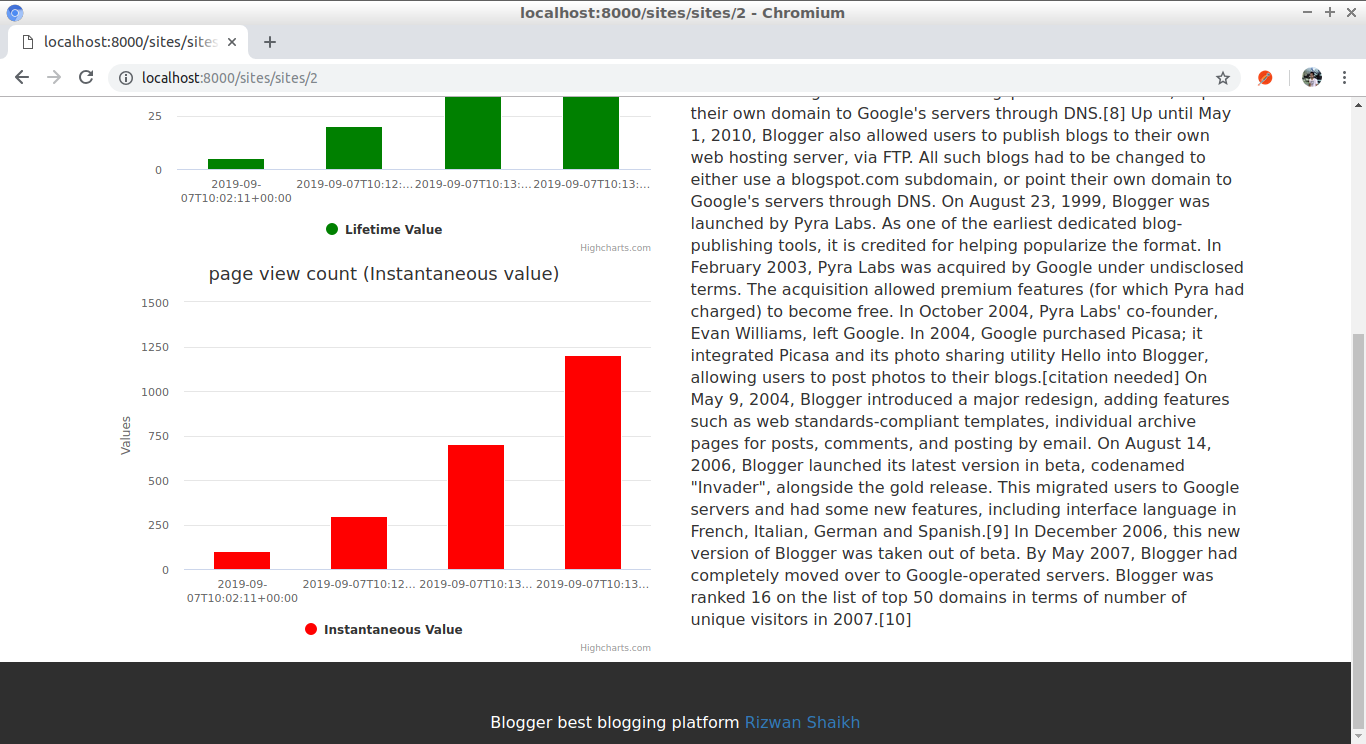 localhost:8000/sites/sites/2 - Chromium
localhost:8000/sites/sites
localhost:8000/sites/sites/2
25
0
2019-09-
07T10:02:11+00:00
2019-09-07T10:12:...
2019-09-07T10:13:...
2019-09-07T10:13:...
Lifetime Value
Highcharts.com
page view count (Instantaneous value)
Values
1500
1250
1000
750
500
250
0
2019-09-
07T10:02:11+00:00
2019-09-07T10:12...
2019-09-07T10:13...
2019-09-07T10:13...
Instantaneous Value
Highcharts.com
their own domain to Google's servers through DNS.[8] Up until May
1, 2010, Blogger also allowed users to publish blogs to their own
web hosting server, via FTP. All such blogs had to be changed to
either use a blogspot.com subdomain, or point their own domain to
Google's servers through DNS. On August 23, 1999, Blogger was
launched by Pyra Labs. As one of the earliest dedicated blog-
publishing tools, it is credited for helping popularize the format. In
February 2003, Pyra Labs was acquired by Google under undisclosed
terms. The acquisition allowed premium features (for which Pyra had
charged) to become free. In October 2004, Pyra Labs' co-founder,
Evan Williams, left Google. In 2004, Google purchased Picasa; it
integrated Picasa and its photo sharing utility Hello into Blogger,
allowing users to post photos to their blogs.[citation needed] On
May 9, 2004, Blogger introduced a major redesign, adding features
such as web standards-compliant templates, individual archive
pages for posts, comments, and posting by email. On August 14,
2006, Blogger launched its latest version in beta, codenamed
"Invader", alongside the gold release. This migrated users to Google
servers and had some new features, including interface language in
French, Italian, German and Spanish.[9] In December 2006, this new
version of Blogger was taken out of beta. By May 2007, Blogger had
completely moved over to Google-operated servers. Blogger was
ranked 16 on the list of top 50 domains in terms of number of
unique visitors in 2007.[10]
Blogger best blogging platform Rizwan Shaikh